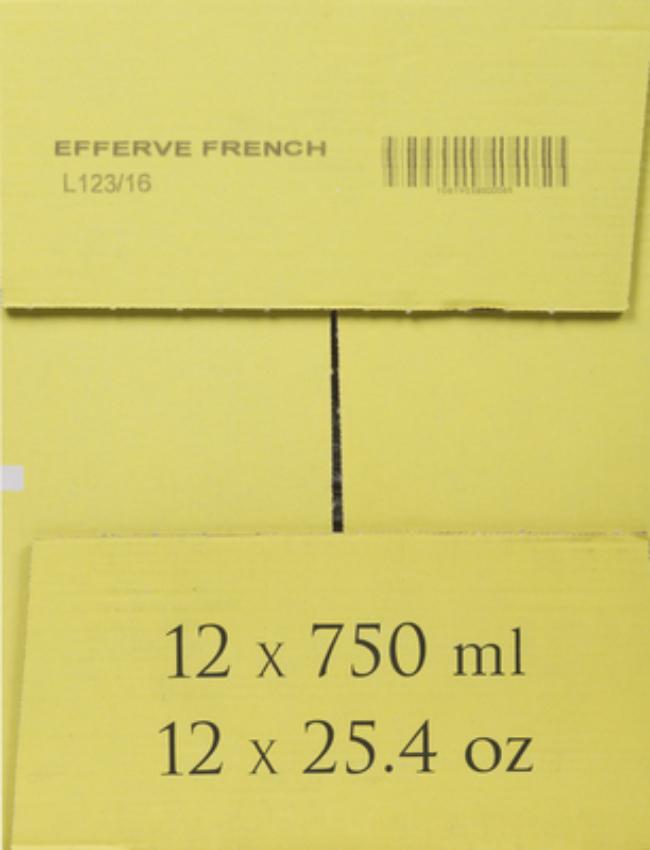 EFFERVE FRENCH
L123/16
12 x 750 ml
12 x 25.4 oz